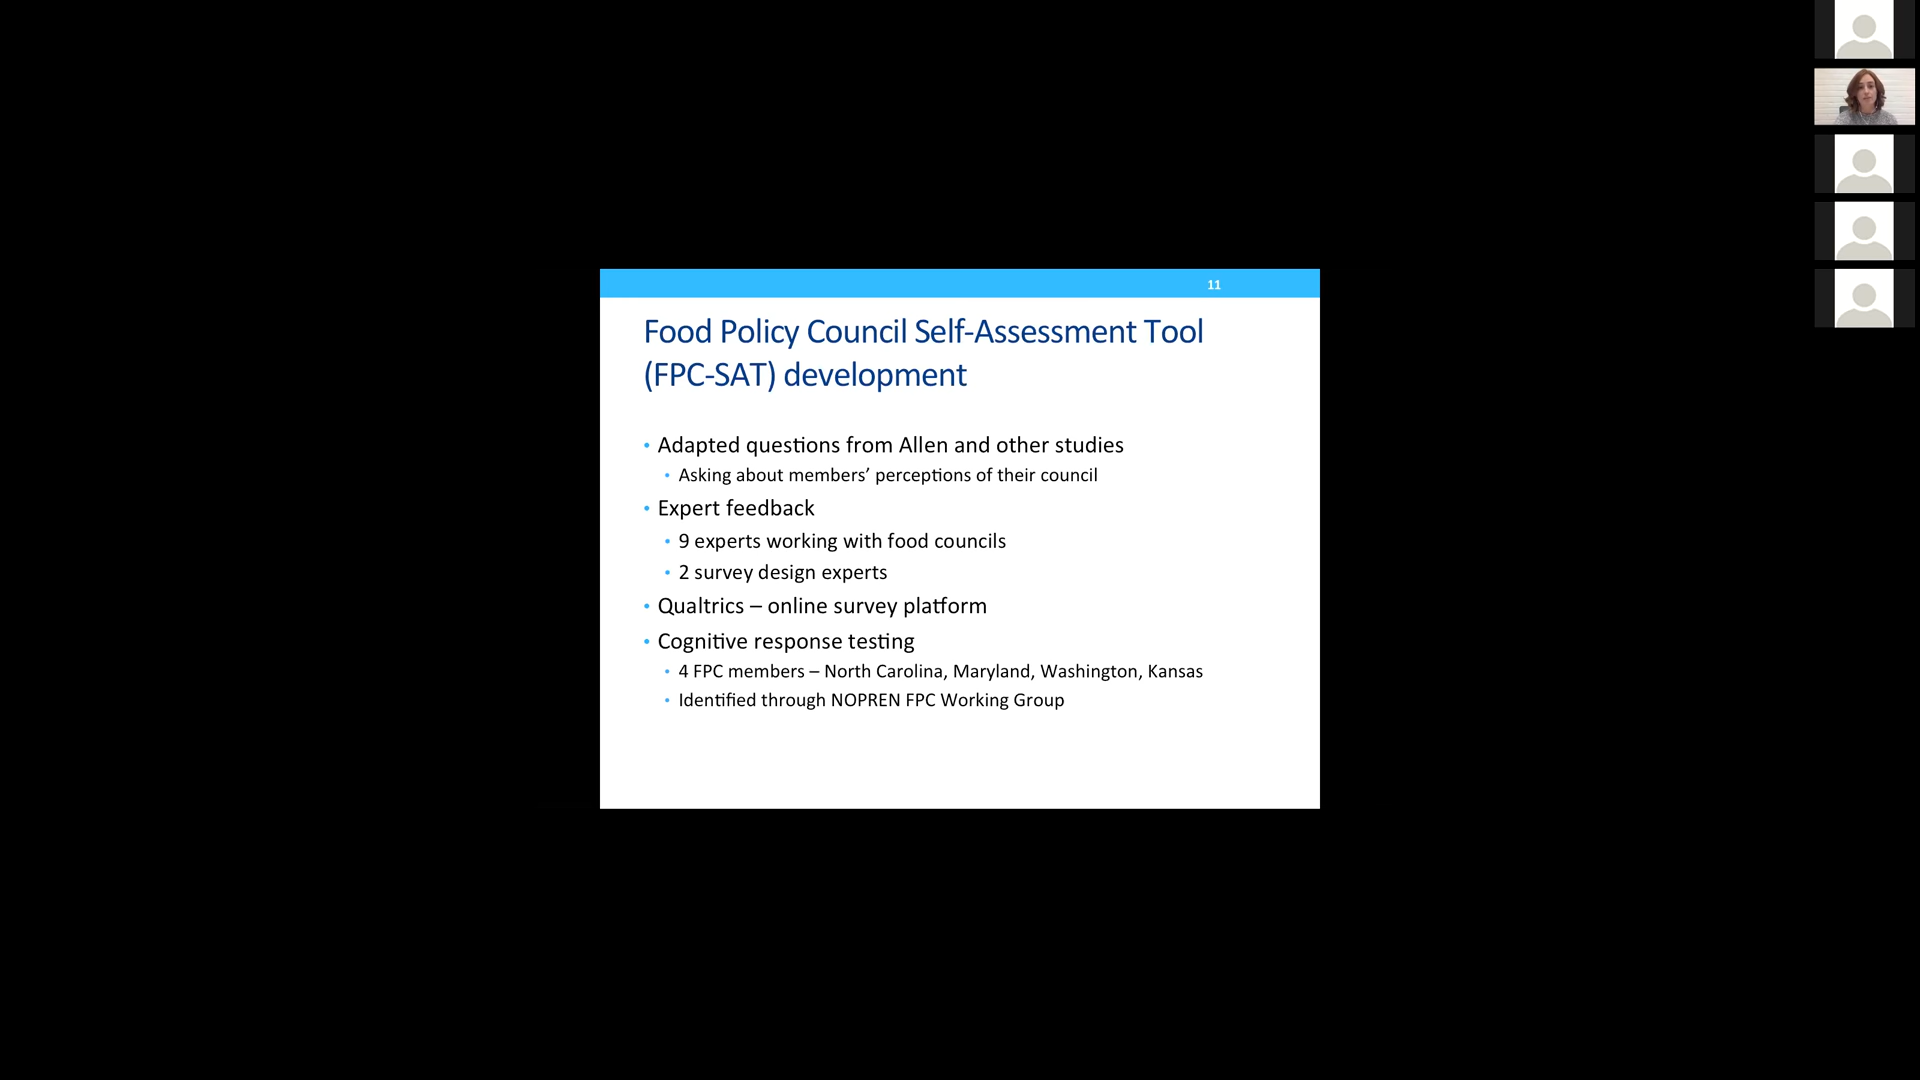 11
Food Policy Council Self-Assessment Tool
(FPC-SAT) development
• Adapted questions from Allen and other studies
• Asking about members’ perceptions of their council
• Expert feedback
• 9 experts working with food councils
• 2 survey design experts
• Qualtrics – online survey platform
• Cognitive response testing
• 4 FPC members – North Carolina, Maryland, Washington, Kansas
• Identified through NOPREN FPC Working Group